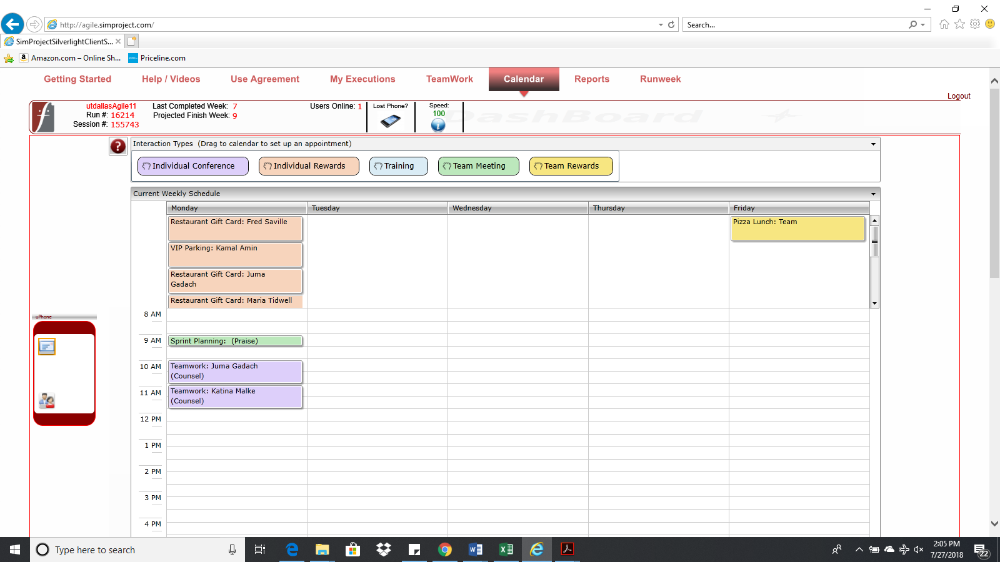 http://agile.simproject.com/
Search...
SimProjectSilverlightClientS...
Amazon.com – Online Sh...
Priceline.com
Getting Started
Help / Videos
Use Agreement
My Executions
TeamWork
Calendar
Reports
Runweek
Logout
utdallasAgile11
Run #: 16214
Session #: 155743
Last Completed Week: 7
Projected Finish Week: 9
Users Online: 1
Lost Phone?
Speed:
100
DashBoard
Interaction Types (Drag to calendar to set up an appointment)
Individual Conference
Individual Rewards
Training
Team Meeting
Team Rewards
Current Weekly Schedule
Monday
Tuesday
Wednesday
Thursday
Friday
Restaurant Gift Card: Fred Saville
Pizza Lunch: Team
VIP Parking: Kamal Amin
Restaurant Gift Card: Juma
Gadach
Restaurant Gift Card: Maria Tidwell
8 AM
uPhone
9 AM
Sprint Planning: (Praise)
10 AM
Teamwork: Juma Gadach
(Counsel)
11 AM
Teamwork: Katina Malke
(Counsel)
12 PM
1 PM
2 PM
3 PM
4 PM
Type here to search
2:05 PM
7/27/2018
22